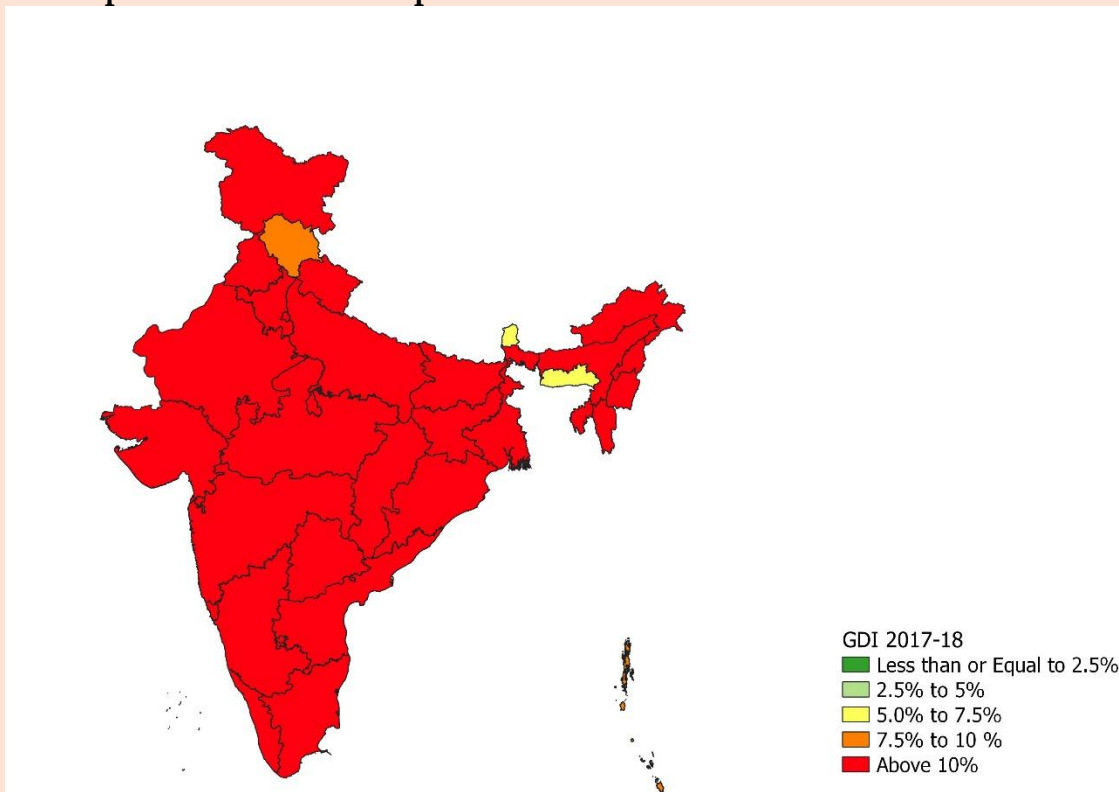 GDI 2017-18
Less than or Equal to 2.5%
2.5% to 5%
5.0% to 7.5%
7.5% to 10 %
Above 10%